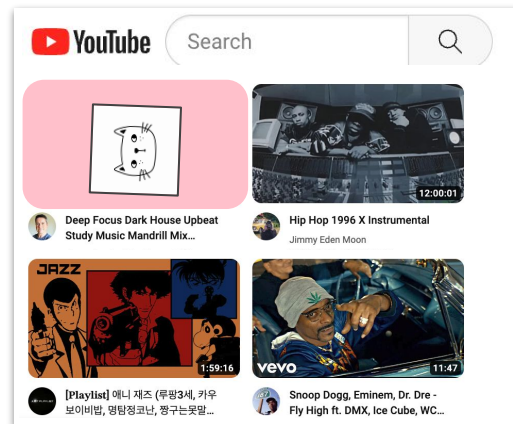 YouTube
Search
12:00:01
Deep Focus Dark House Upbeat
Study Music Mandrill Mix...
Hip Hop 1996 X Instrumental
Jimmy Eden Moon
JAZZ
1:59:16
vevo
11:47
[Playlist] 애니 재즈 (루팡3세, 카우
보이비밥, 명탐정코난, 짱구는못말...
Snoop Dogg, Eminem, Dr. Dre -
Fly High ft. DMX, Ice Cube, WC...